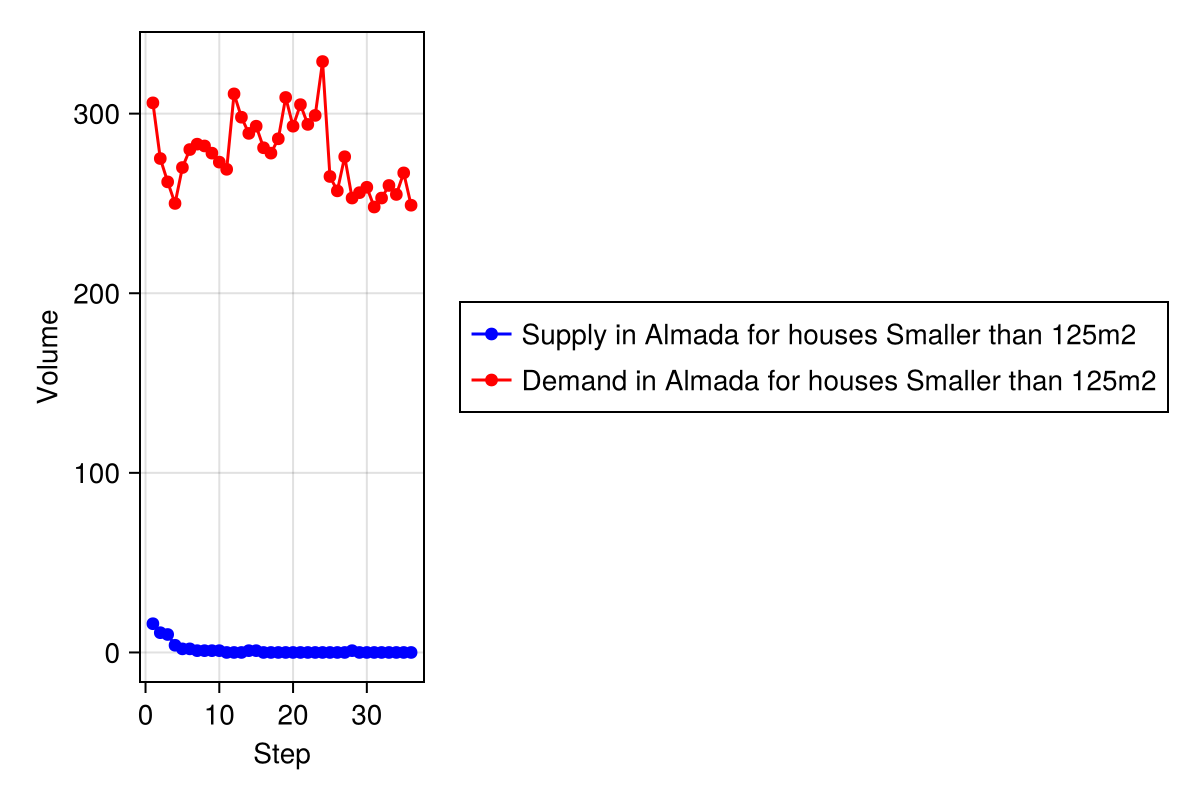 300
200
100
0
Volume
0 10 20 30
Step
Supply in Almada for houses Smaller than 125m2
Demand in Almada for houses Smaller than 125m2